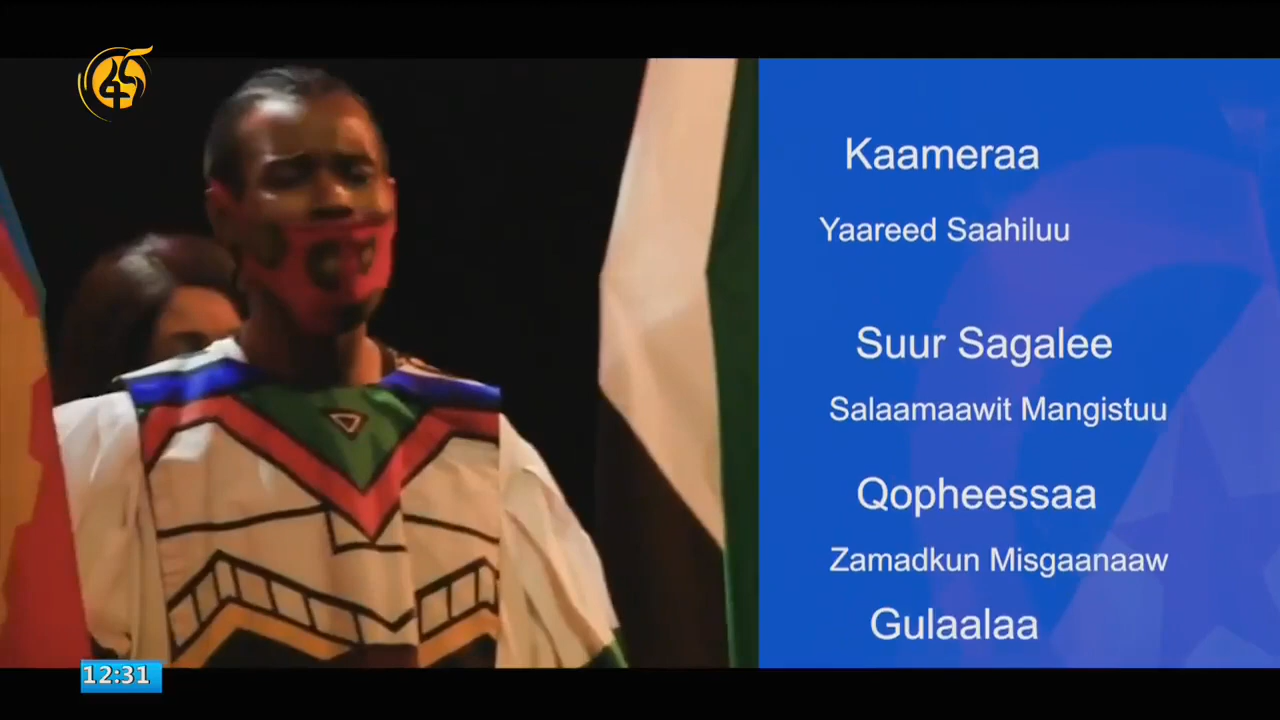 Kaameraa
Yaareed Saahiluu
Suur Sagalee
Salaamaawit Mangistuu
Qopheessaa
Zamadkun Misgaanaaw
Gulaalaa
12:31